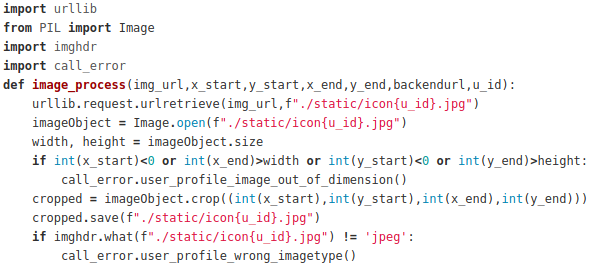 import urllib
from PIL import Image
import imghdr
import call_error
def image_process(img_url,x_start,y_start,x_end,y_end,backendurl,u_id):
    urllib.request.urlretrieve(img_url,f"./static/icon{u_id}.jpg")
    imageObject = Image.open(f"./static/icon{u_id}.jpg")
    width, height = imageObject.size
    if int(x_start)<0 or int(x_end)>width or int(y_start)<0 or int(y_end)>height:
        call_error.user_profile_image_out_of_dimension()
    cropped = imageObject.crop((int(x_start),int(y_start),int(x_end),int(y_end)))
    cropped.save(f"./static/icon{u_id}.jpg")
    if imghdr.what(f"./static/icon{u_id}.jpg") != 'jpeg':
        call_error.user_profile_wrong_imagetype()